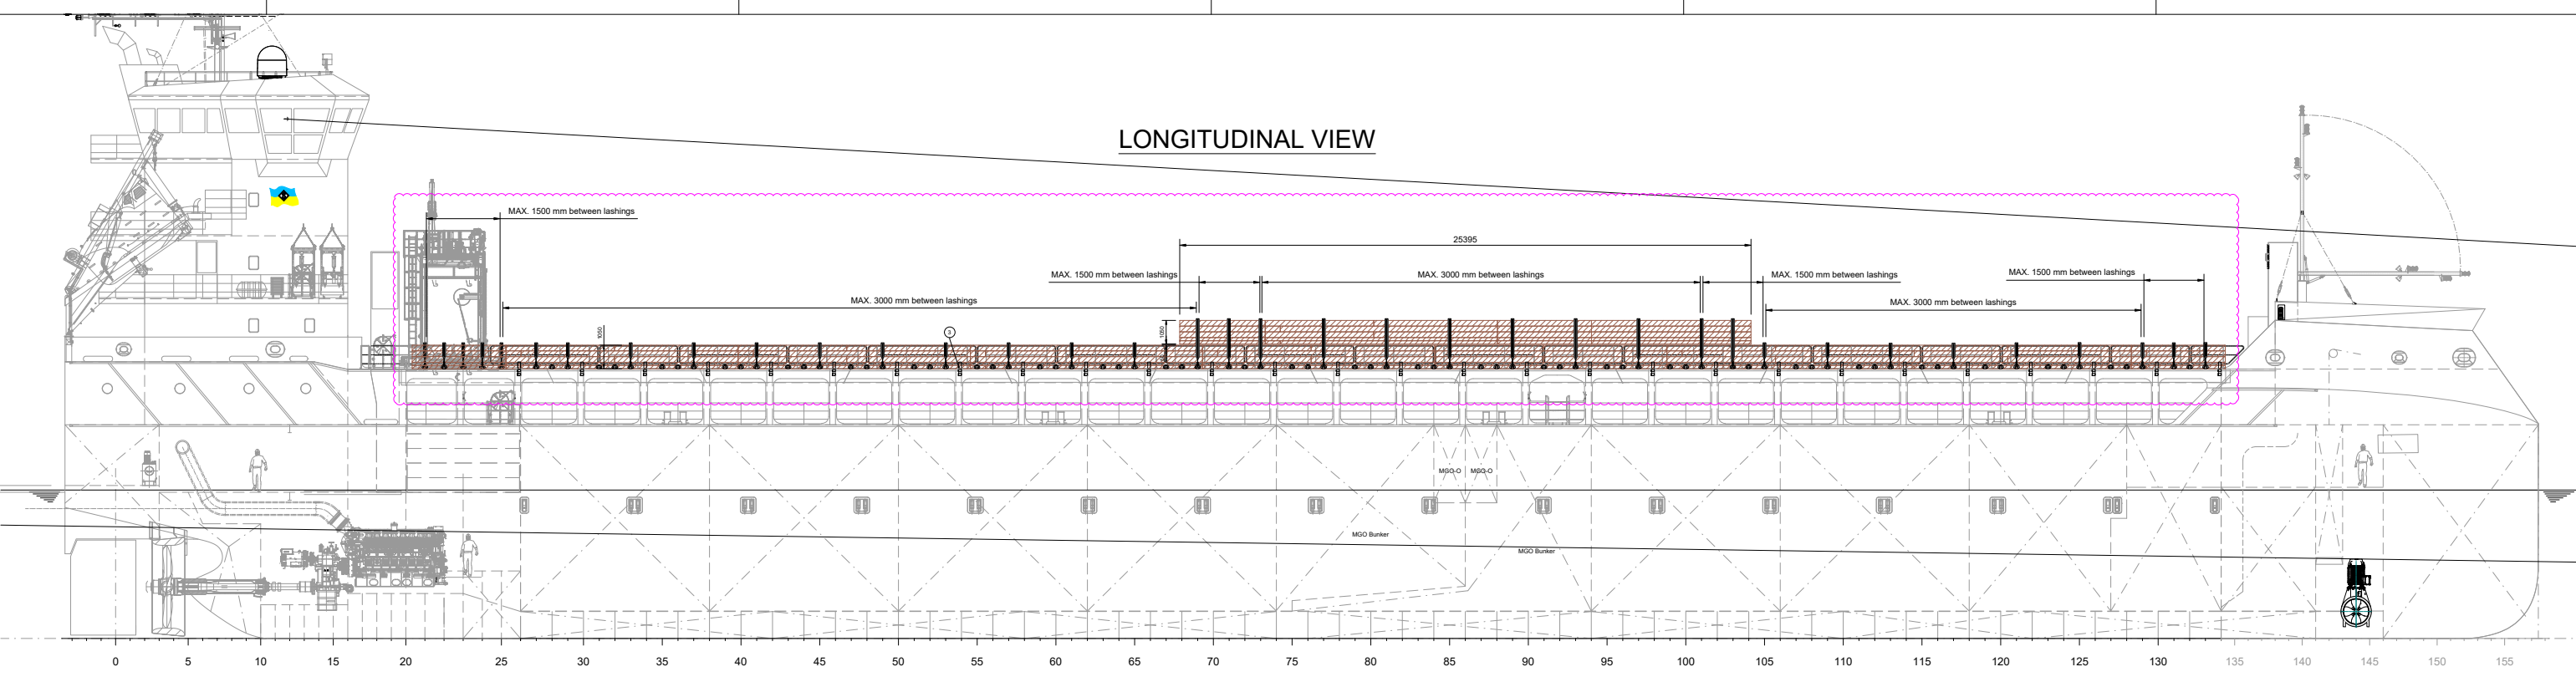 LONGITUDINAL VIEW
MAX. 1500 mm between lashings
25395
MAX. 1500 mm between lashings
MAX. 3000 mm between lashings
MAX. 1500 mm between lashings
MAX. 1500 mm between lashings
MAX. 3000 mm between lashings
MAX. 3000 mm between lashings
1050
3
1050
MGO-O
MGO-O
MGO Bunker
MGO Bunker
0 5 10 15 20 25 30 35 40 45 50 55 60 65 70 75 80 85 90 95 100 105 110 115 120 125 130 135 140 145 150 155